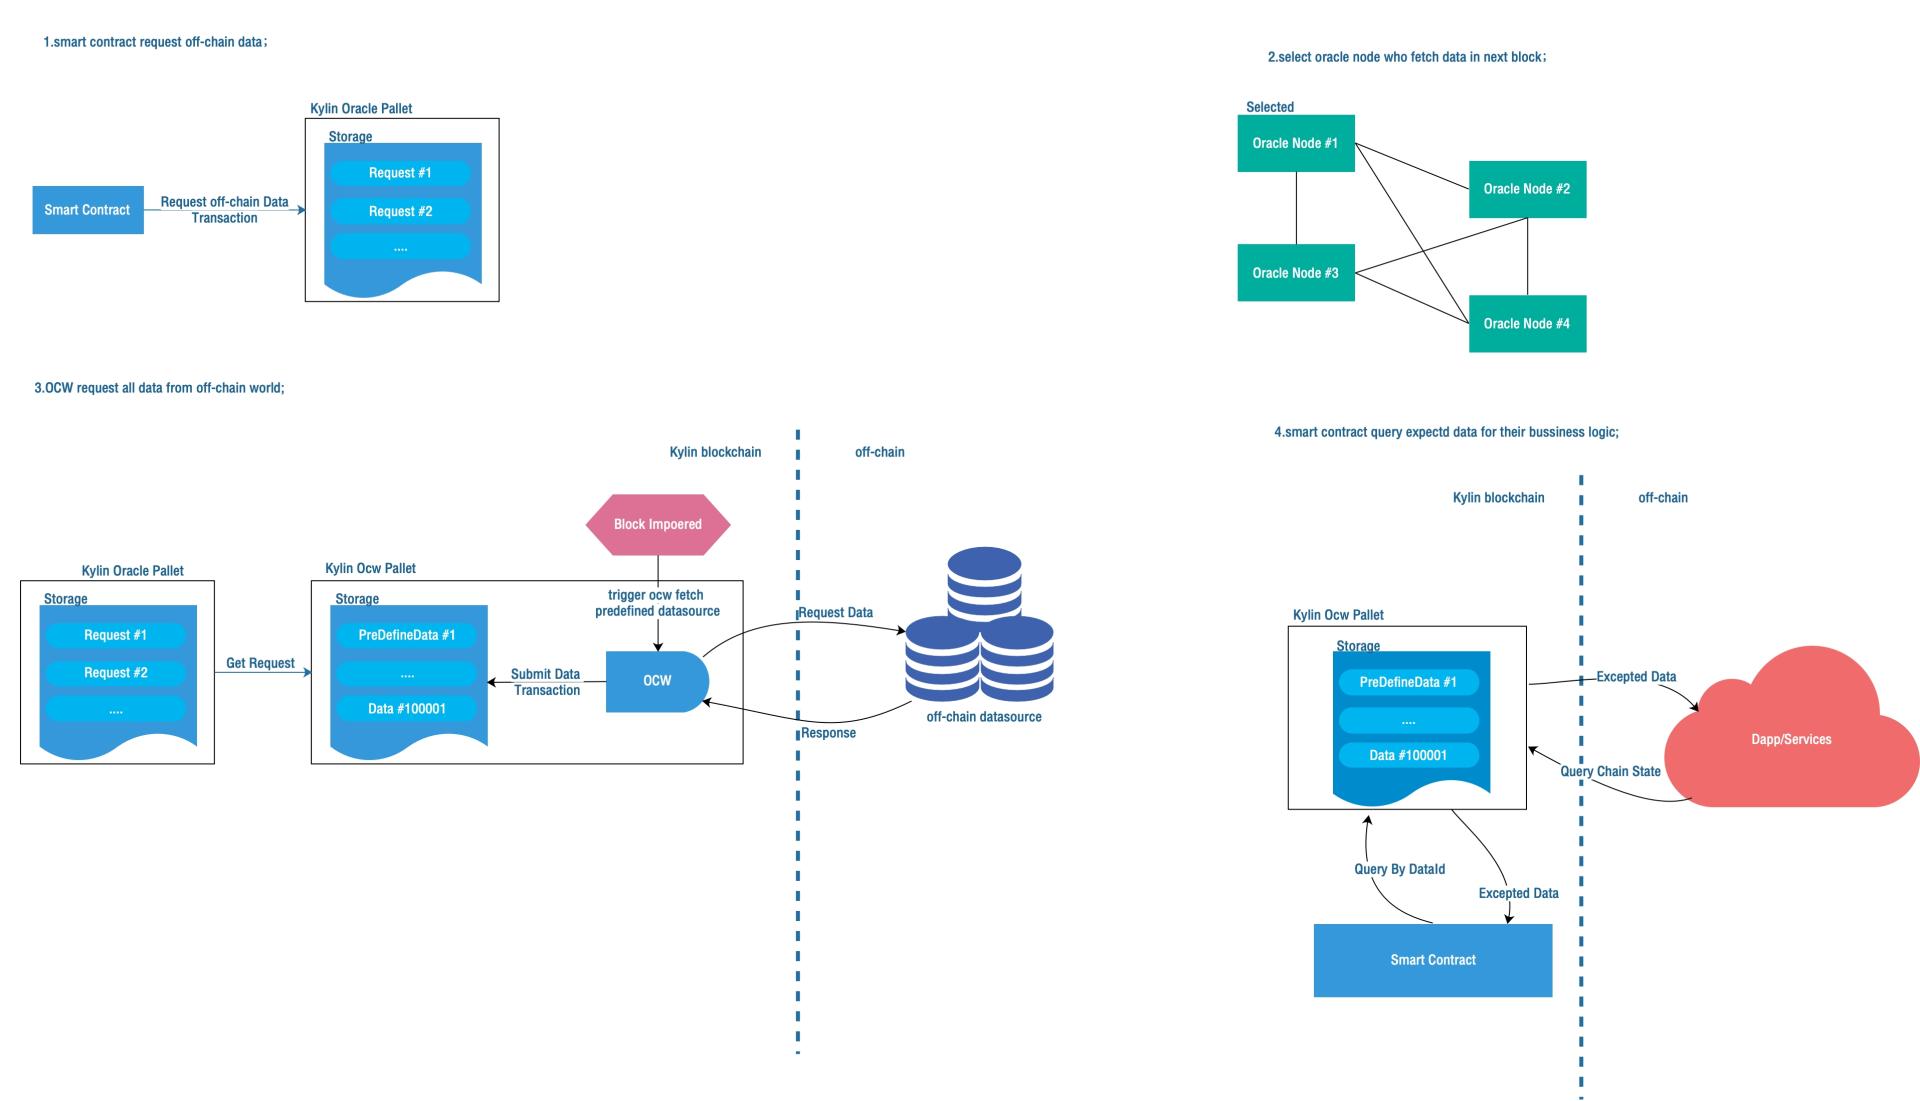 1.smart contract request off-chain data;
Kylin Oracle Pallet
Storage
Request #1
Request #2
....
Smart Contract
Request off-chain Data
Transaction
2.select oracle node who fetch data in next block;
Selected
Oracle Node #1
Oracle Node #2
Oracle Node #3
Oracle Node #4
3.OCW request all data from off-chain world;
Kylin blockchain
off-chain
Block Impoered
Kylin Oracle Pallet
Storage
Request #1
Request #2
....
Get Request
Kylin Ocw Pallet
Storage
PreDefineData #1
....
Data #100001
trigger ocw fetch
predefined datasource
Submit Data
Transaction
OCW
Request Data
Response
off-chain datasource
4.smart contract query expectd data for their bussiness logic;
Kylin blockchain
off-chain
Kylin Ocw Pallet
Storage
PreDefineData #1
....
Data #100001
Excepted Data
Query Chain State
Dapp/Services
Query By DataId
Excepted Data
Smart Contract